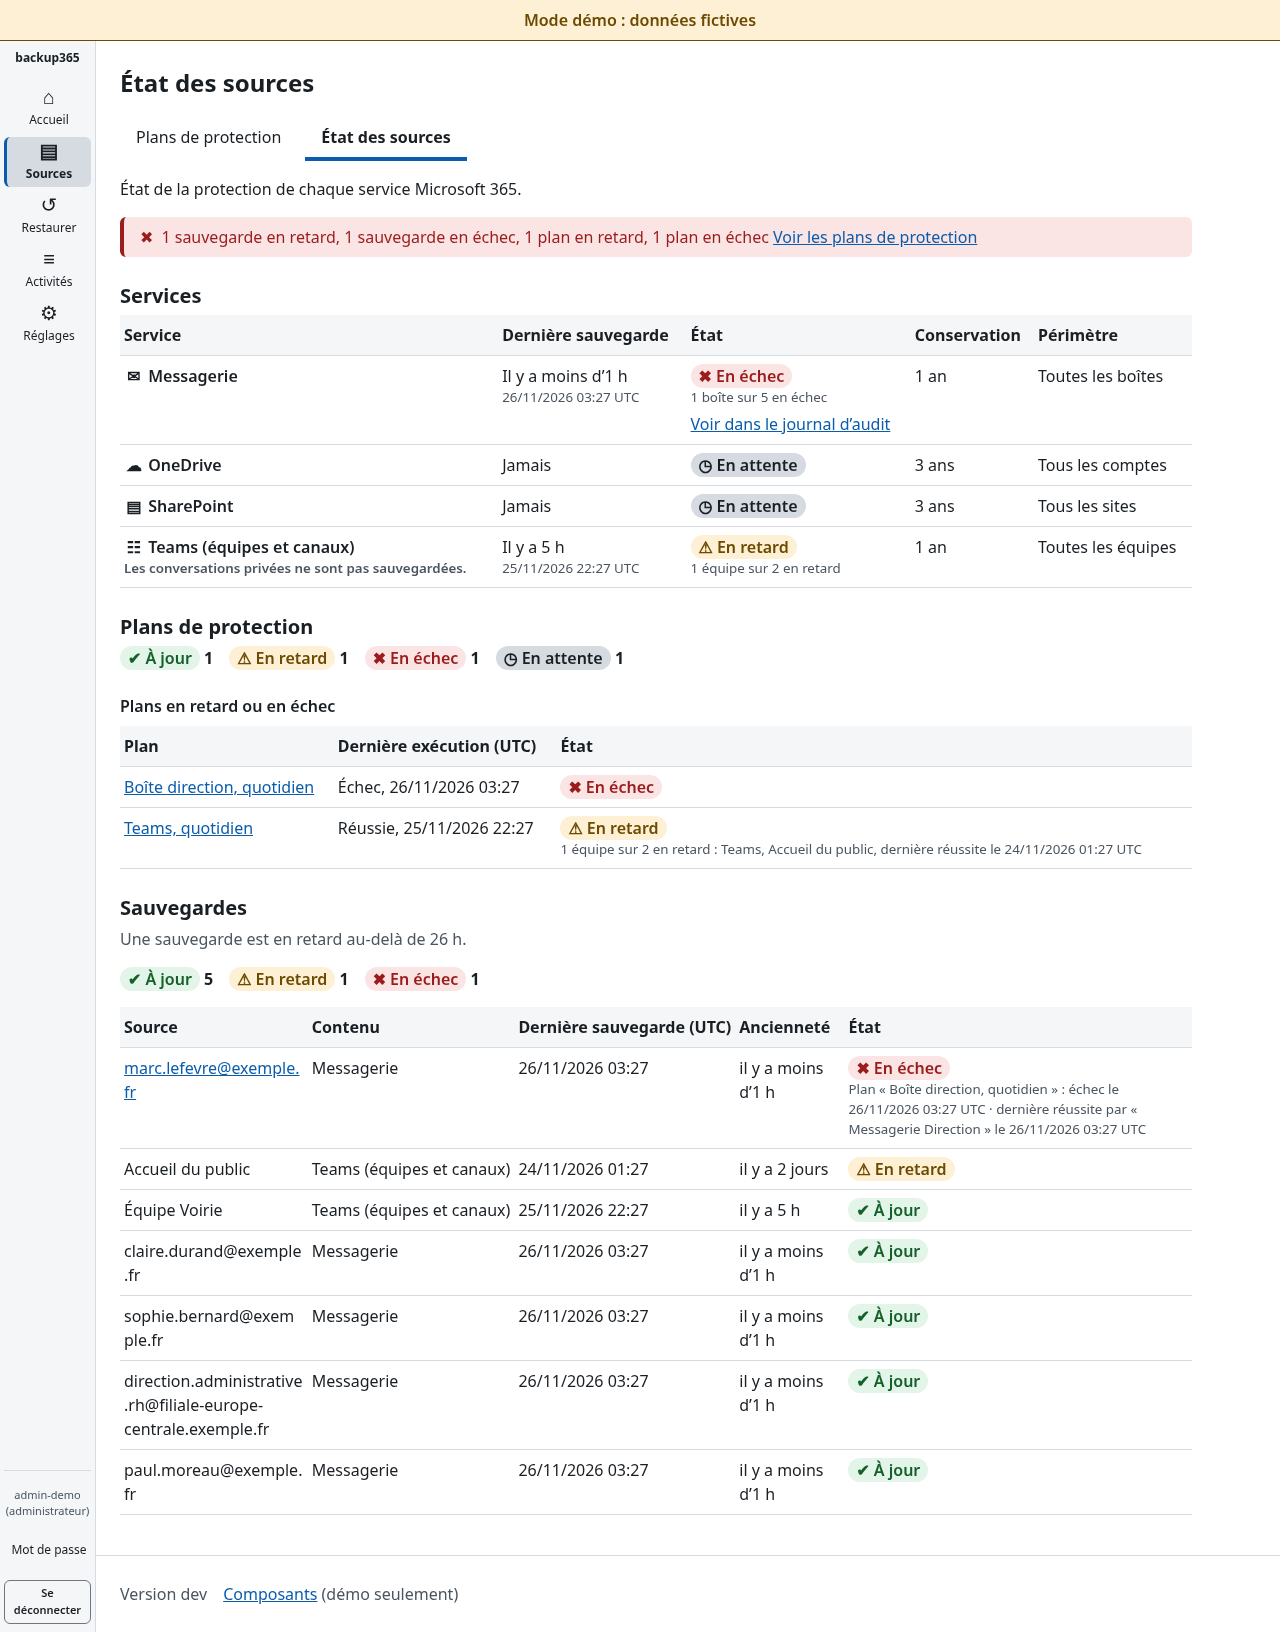 Mode démo : données fictives
backup365
Accueil
Sources
Restaurer
Activités
Réglages
admin-demo
(administrateur)
Mot de passe
Se
déconnecter
État des sources
Plans de protection État des sources
État de la protection de chaque service Microsoft 365.
✖ 1 sauvegarde en retard, 1 sauvegarde en échec, 1 plan en retard, 1 plan en échec Voir les plans de protection
Services
Service Dernière sauvegarde État Conservation Périmètre
Messagerie Il y a moins d’1 h ✖ En échec 1 an Toutes les boîtes
26/11/2026 03:27 UTC 1 boîte sur 5 en échec
Voir dans le journal d’audit
OneDrive Jamais En attente 3 ans Tous les comptes
SharePoint Jamais En attente 3 ans Tous les sites
Teams (équipes et canaux) Il y a 5 h ⚠ En retard 1 an Toutes les équipes
Les conversations privées ne sont pas sauvegardées. 25/11/2026 22:27 UTC 1 équipe sur 2 en retard
Plans de protection
✔ À jour 1 ⚠ En retard 1 ✖ En échec 1 En attente 1
Plans en retard ou en échec
Plan Dernière exécution (UTC) État
Boîte direction, quotidien Échec, 26/11/2026 03:27 ✖ En échec
Teams, quotidien Réussie, 25/11/2026 22:27 ⚠ En retard
1 équipe sur 2 en retard : Teams, Accueil du public, dernière réussite le 24/11/2026 01:27 UTC
Sauvegardes
Une sauvegarde est en retard au-delà de 26 h.
✔ À jour 5 ⚠ En retard 1 ✖ En échec 1
Source Contenu Dernière sauvegarde (UTC) Ancienneté État
marc.lefevre@exemple. Messagerie 26/11/2026 03:27 il y a moins ✖ En échec
fr d’1 h Plan « Boîte direction, quotidien » : échec le
26/11/2026 03:27 UTC · dernière réussite par «
Messagerie Direction » le 26/11/2026 03:27 UTC
Accueil du public Teams (équipes et canaux) 24/11/2026 01:27 il y a 2 jours ⚠ En retard
Équipe Voirie Teams (équipes et canaux) 25/11/2026 22:27 il y a 5 h ✔ À jour
claire.durand@exemple Messagerie 26/11/2026 03:27 il y a moins ✔ À jour
.fr d’1 h
sophie.bernard@exem Messagerie 26/11/2026 03:27 il y a moins ✔ À jour
ple.fr d’1 h
direction.administrative Messagerie 26/11/2026 03:27 il y a moins ✔ À jour
.rh@filiale-europe- d’1 h
centrale.exemple.fr
paul.moreau@exemple. Messagerie 26/11/2026 03:27 il y a moins ✔ À jour
fr d’1 h
Version dev Composants (démo seulement)